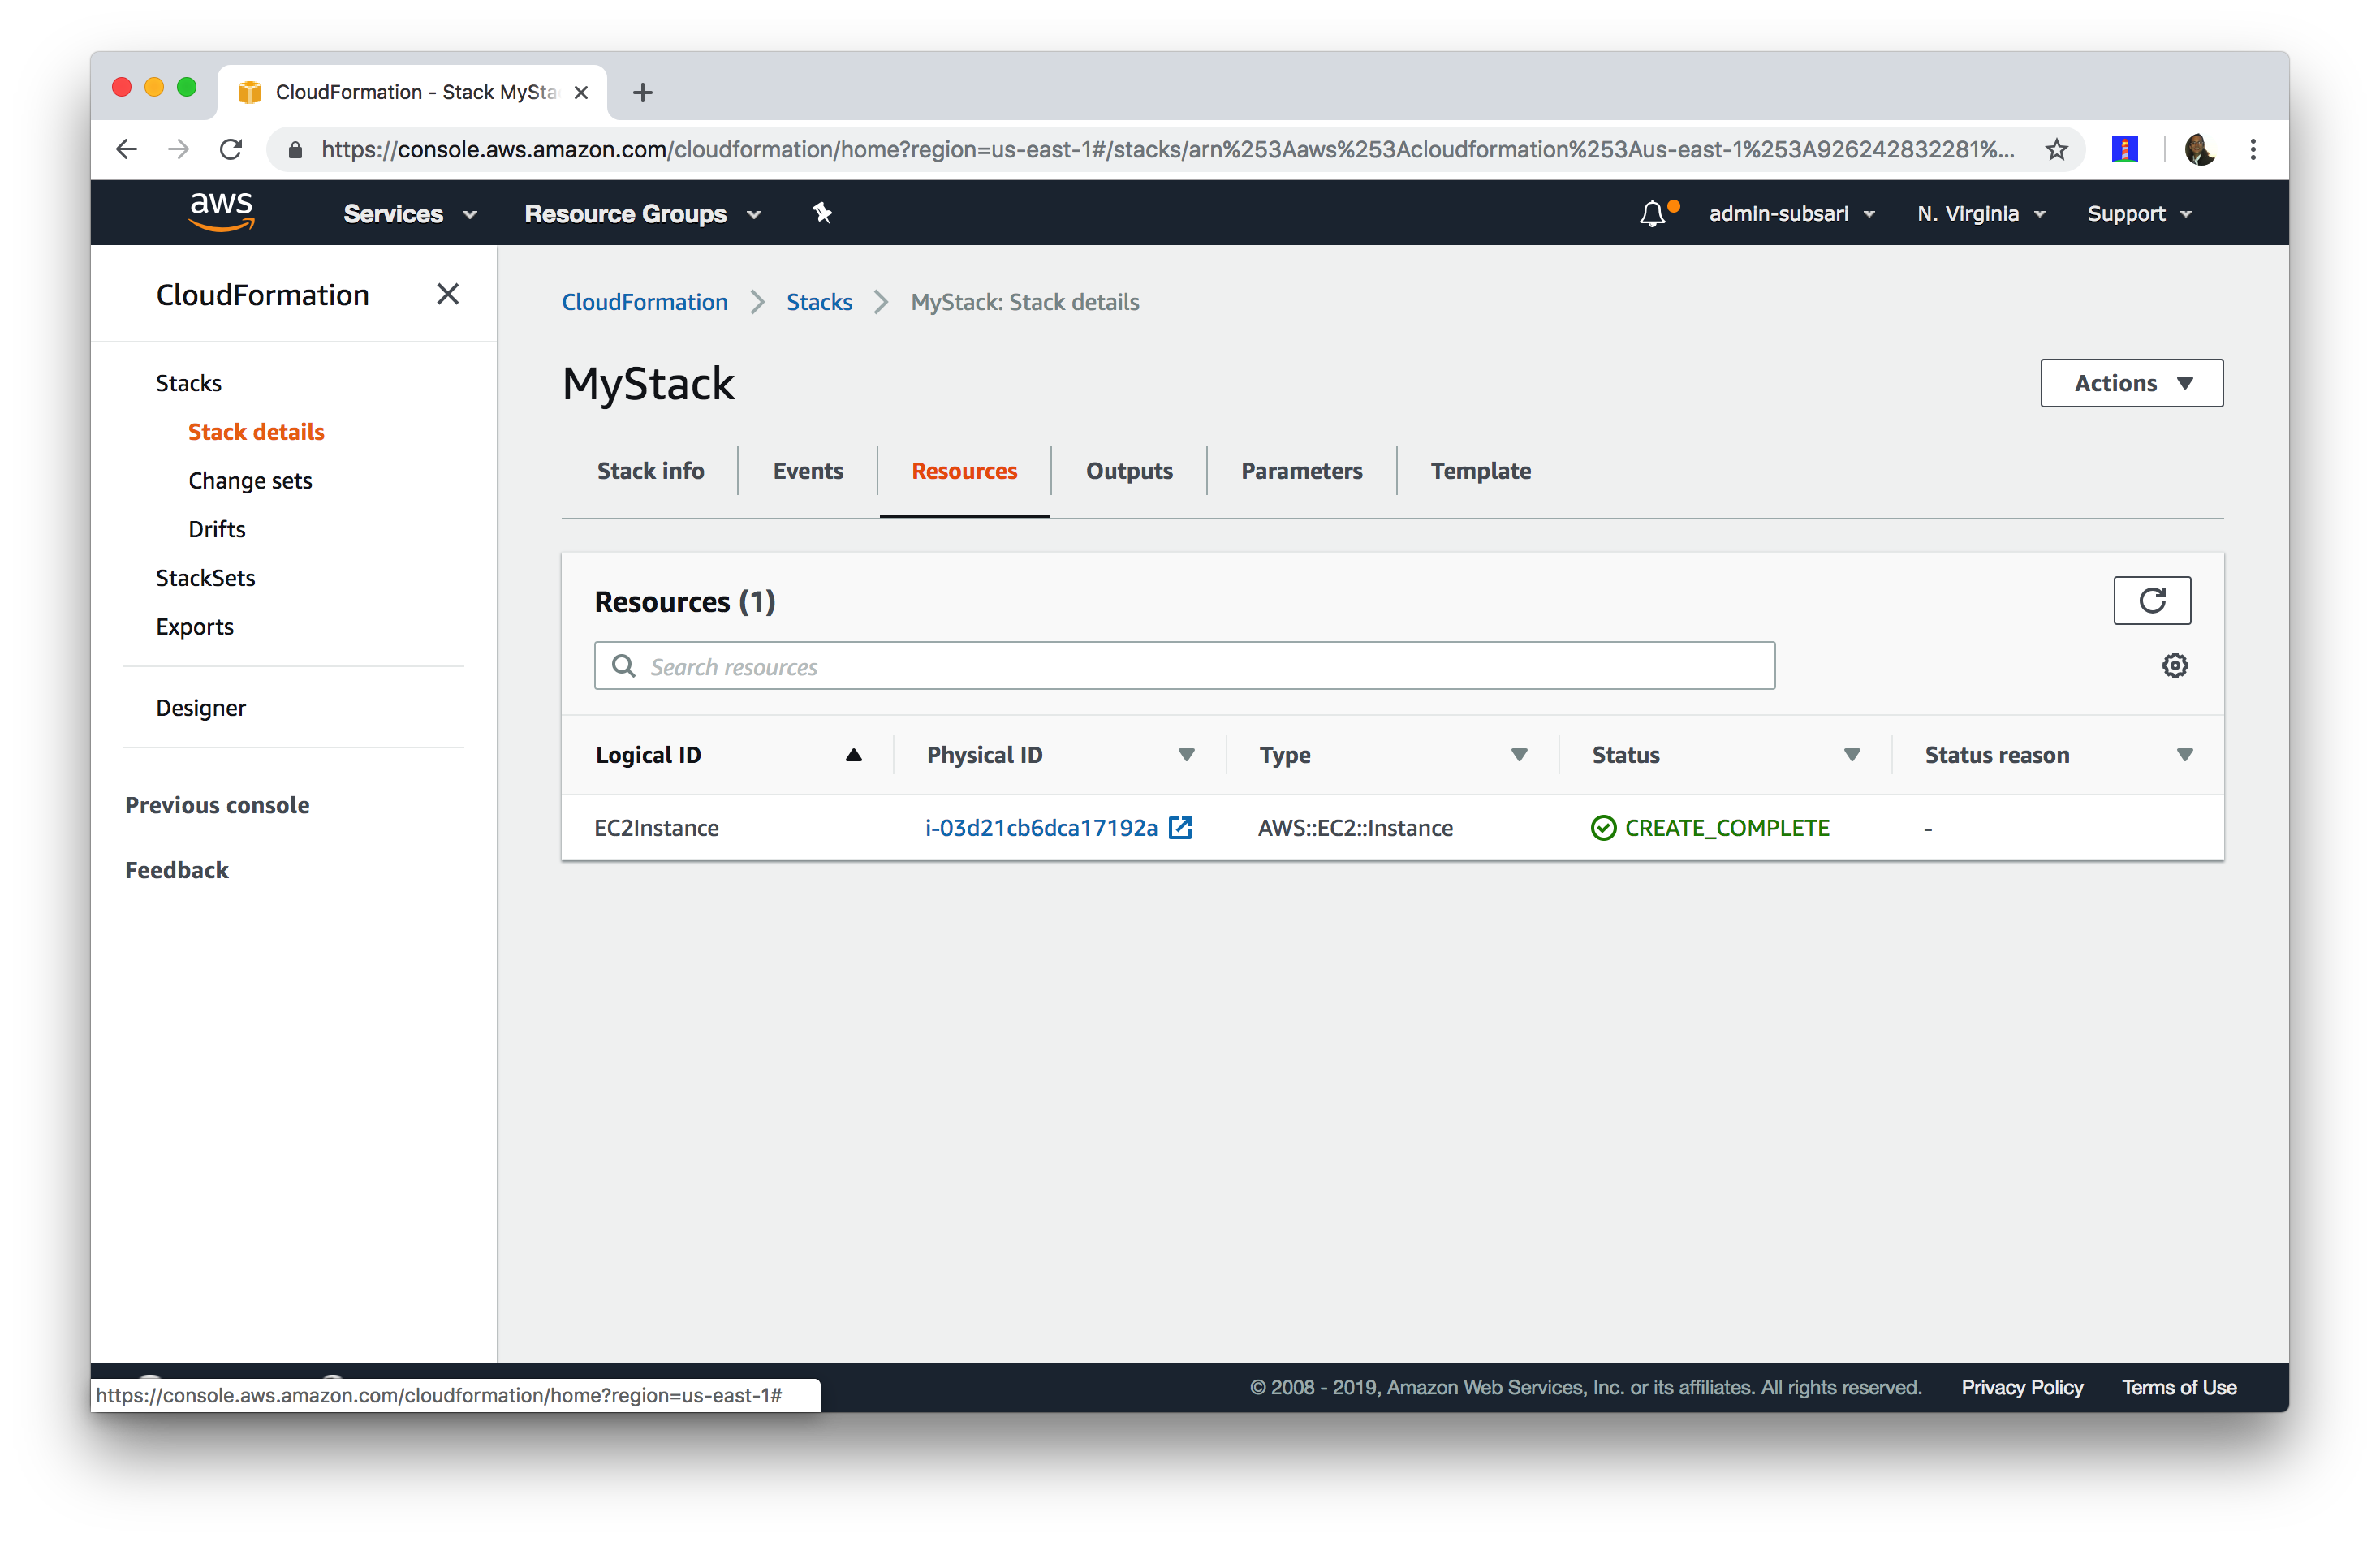 CloudFormation - Stack MySta
https://console.aws.amazon.com/cloudformation/home?region=us-east-1#/stacks/arn%253Aaws%253Acloudformation%253Aus-east-1%253A926242832281%...
aws Services Resource Groups admin-subsari N. Virginia Support
CloudFormation
Stacks
Stack details
Change sets
Drifts
StackSets
Exports
Designer
Previous console
Feedback
CloudFormation Stacks MyStack: Stack details
MyStack
Actions
Stack info Events Resources Outputs Parameters Template
Resources (1)
Search resources
Logical ID Physical ID Type Status Status reason
EC2Instance i-03d21cb6dca17192a AWS::EC2::Instance CREATE_COMPLETE -
https://console.aws.amazon.com/cloudformation/home?region=us-east-1#
© 2008 - 2019, Amazon Web Services, Inc. or its affiliates. All rights reserved. Privacy Policy Terms of Use